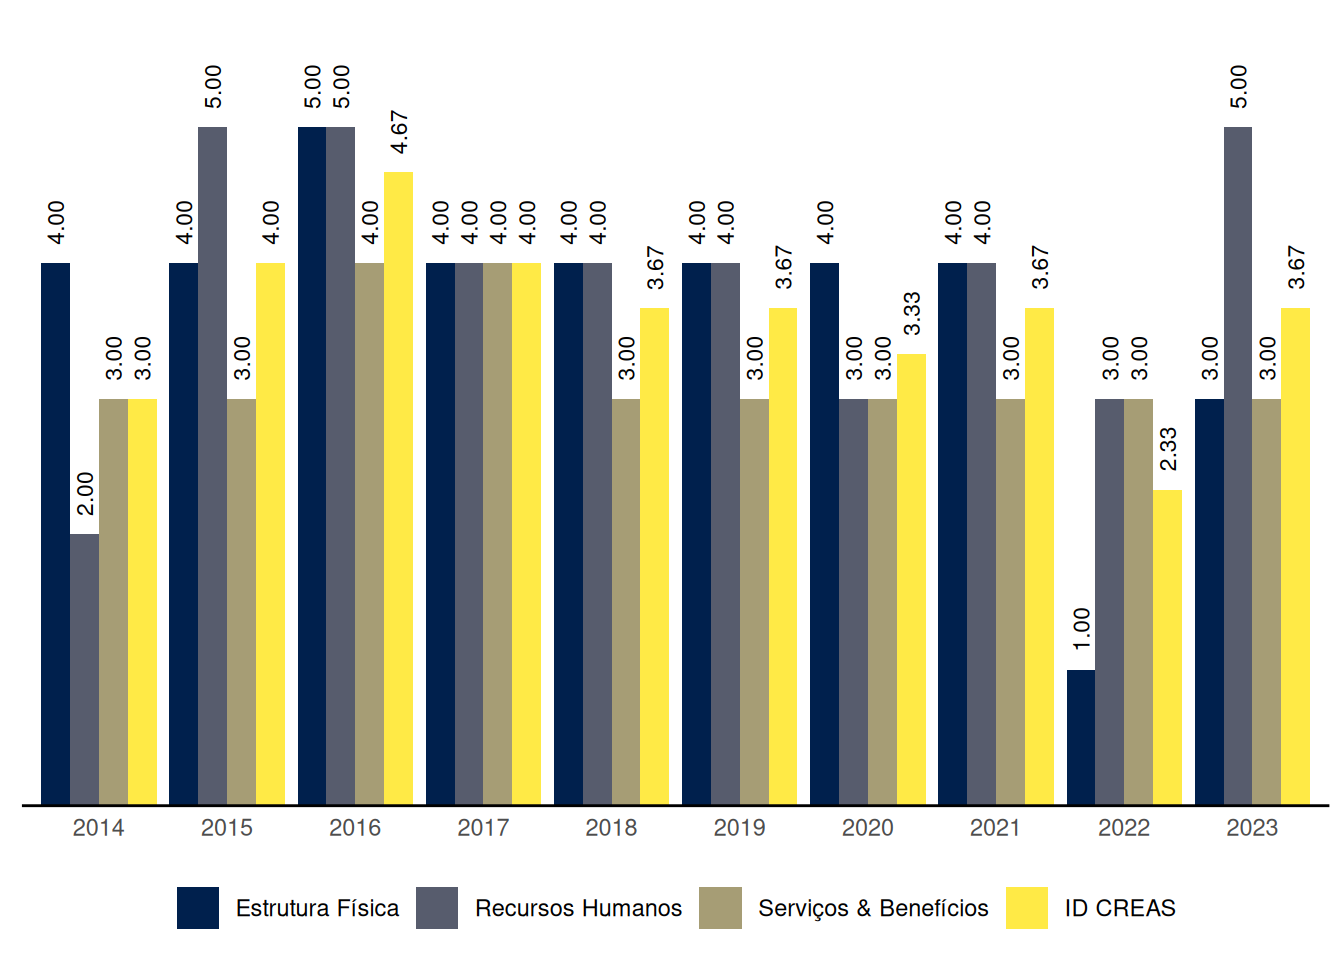 4.00 2.00 3.00 3.00
4.00 5.00 3.00 4.00
5.00 5.00 4.00 4.67
4.00 4.00 4.00 4.00
4.00 4.00 3.00 3.67
4.00 4.00 3.00 3.67
4.00 3.00 3.00 3.33
4.00 4.00 3.00 3.67
1.00 3.00 3.00 2.33
3.00 5.00 3.00 3.67
2014 2015 2016 2017 2018 2019 2020 2021 2022 2023
Estrutura Física Recursos Humanos Serviços & Benefícios ID CREAS